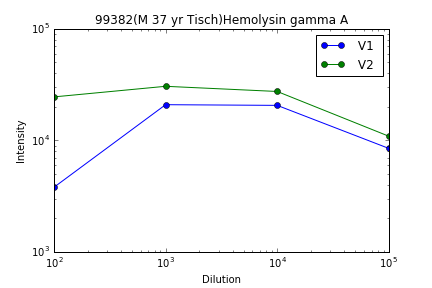 99382(M 37 yr Tisch)Hemolysin gamma A
10^5
V1
V2
10^4
Intensity
10^3
10^2 10^3 10^4 10^5
Dilution